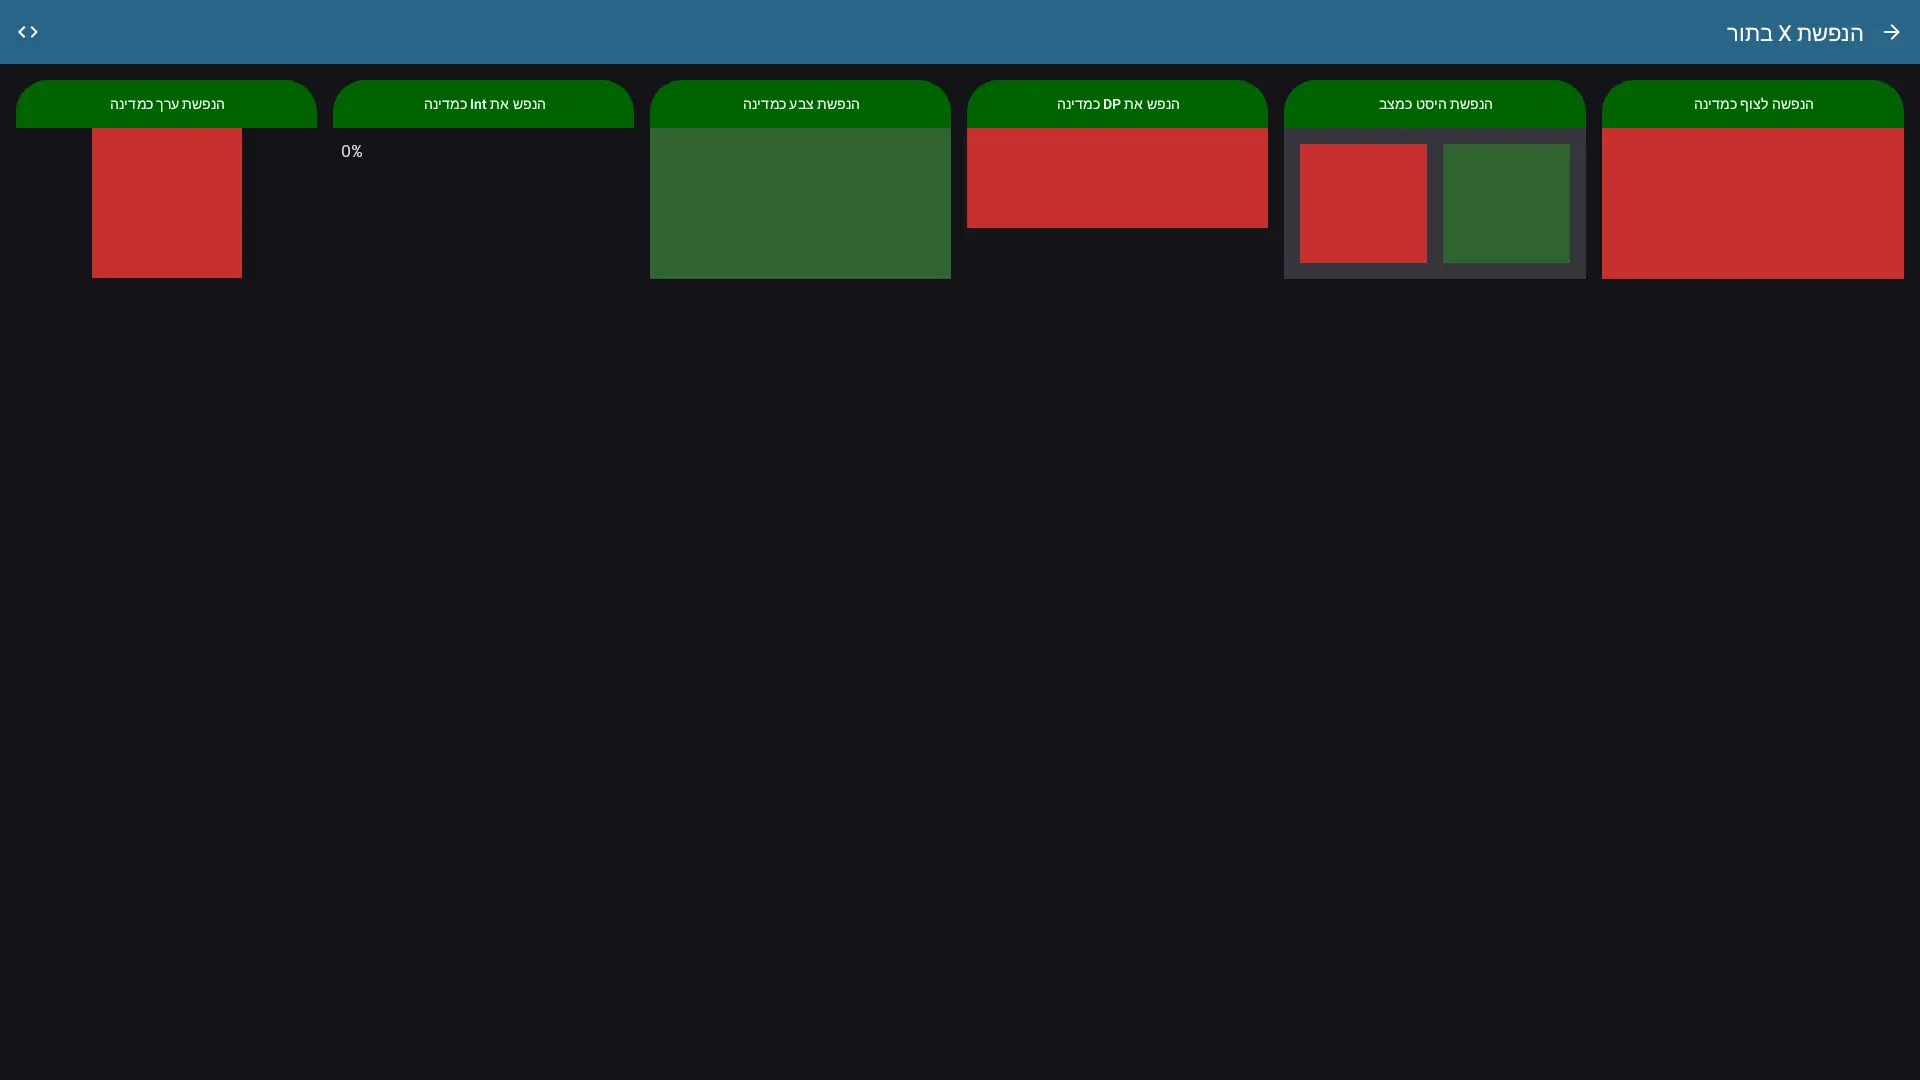 הנפשת X בתור
הנפשה לצוף כמדינה
הנפשת היסט כמצב
הנפש את DP כמדינה
הנפשת צבע כמדינה
הנפש את Int כמדינה
הנפשת ערך כמדינה
0%